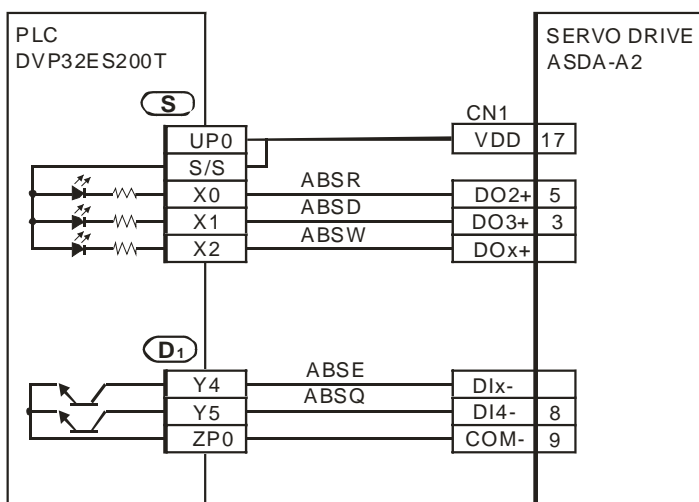 PLC
DVP32ES200T
SERVO DRIVE
ASDA-A2
S
CN1
UP0
VDD 17
S/S
X0 ABSR DO2+ 5
X1 ABSD DO3+ 3
X2 ABSW DOx+
D1
Y4 ABSE DIx-
Y5 ABSQ DI4- 8
ZP0 COM- 9